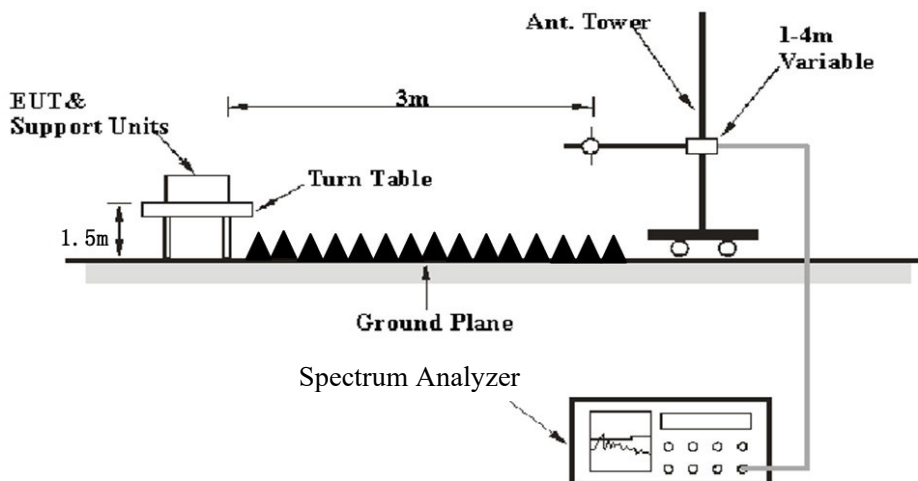 Ant. Tower
1-4m
Variable
EUT&
Support Units
3m
Turn Table
1.5m
Ground Plane
Spectrum Analyzer